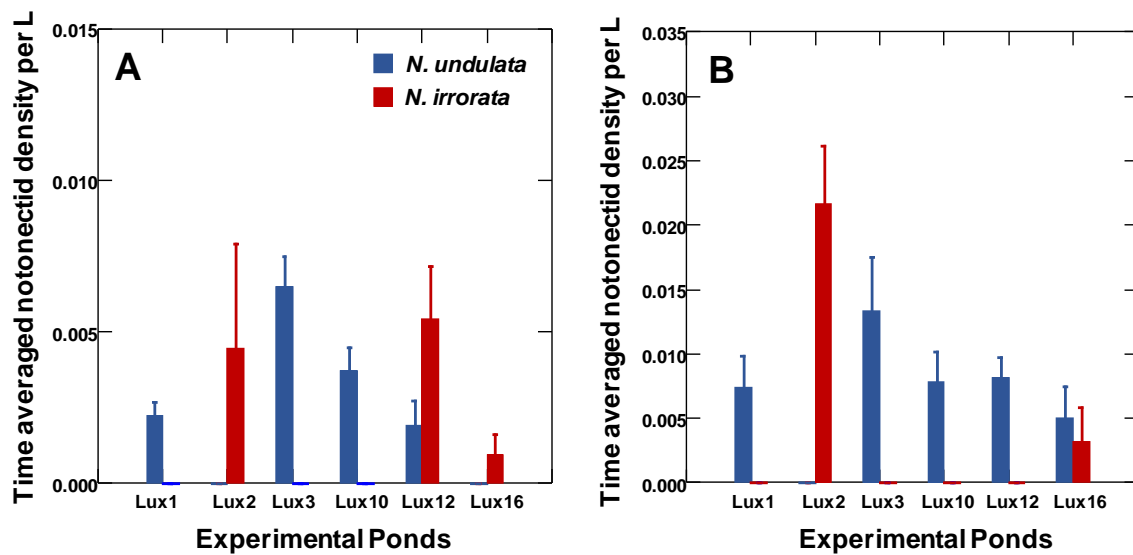 Time averaged notonectid density per L
0.015
0.010
0.005
0.000
A
N. undulata
N. irrorata
Lux1 Lux2 Lux3 Lux10 Lux12 Lux16
Experimental Ponds
Time averaged notonectid density per L
0.035
0.030
0.025
0.020
0.015
0.010
0.005
0.000
B
Lux1 Lux2 Lux3 Lux10 Lux12 Lux16
Experimental Ponds